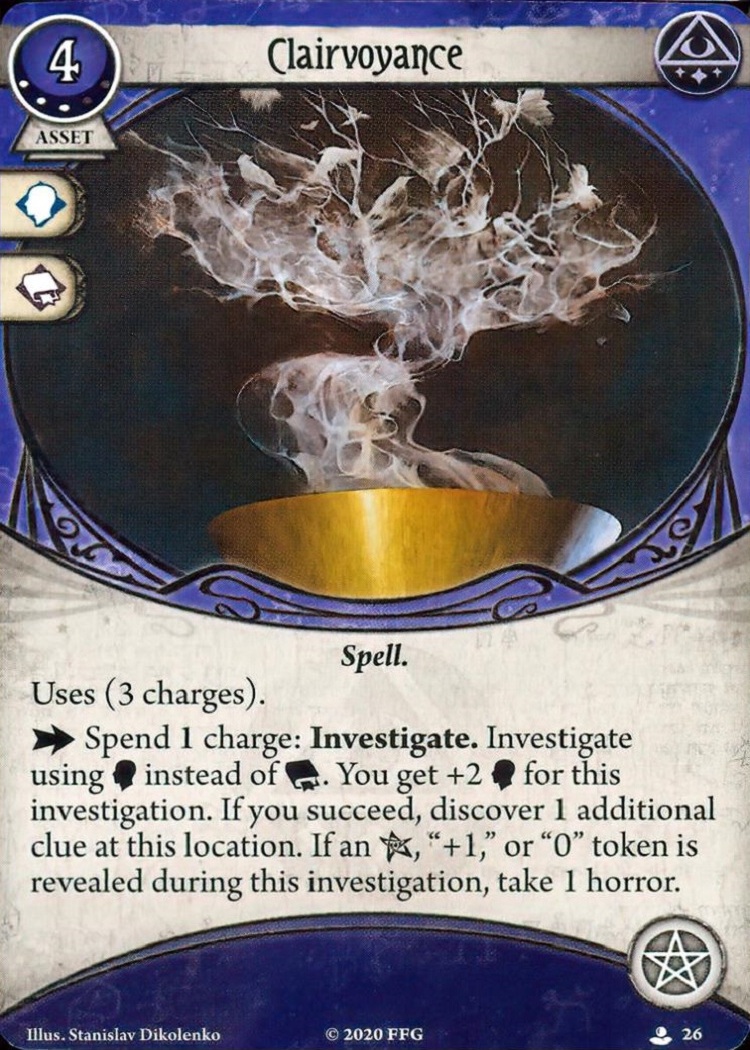 4
Clairvoyance
ASSET
Spell.
Uses (3 charges).
Spend 1 charge: Investigate. Investigate
using instead of . You get +2 for this
investigation. If you succeed, discover 1 additional
clue at this location. If an , “+1,” or “0” token is
revealed during this investigation, take 1 horror.
Illus. Stanislav Dikolenko
© 2020 FFG
26